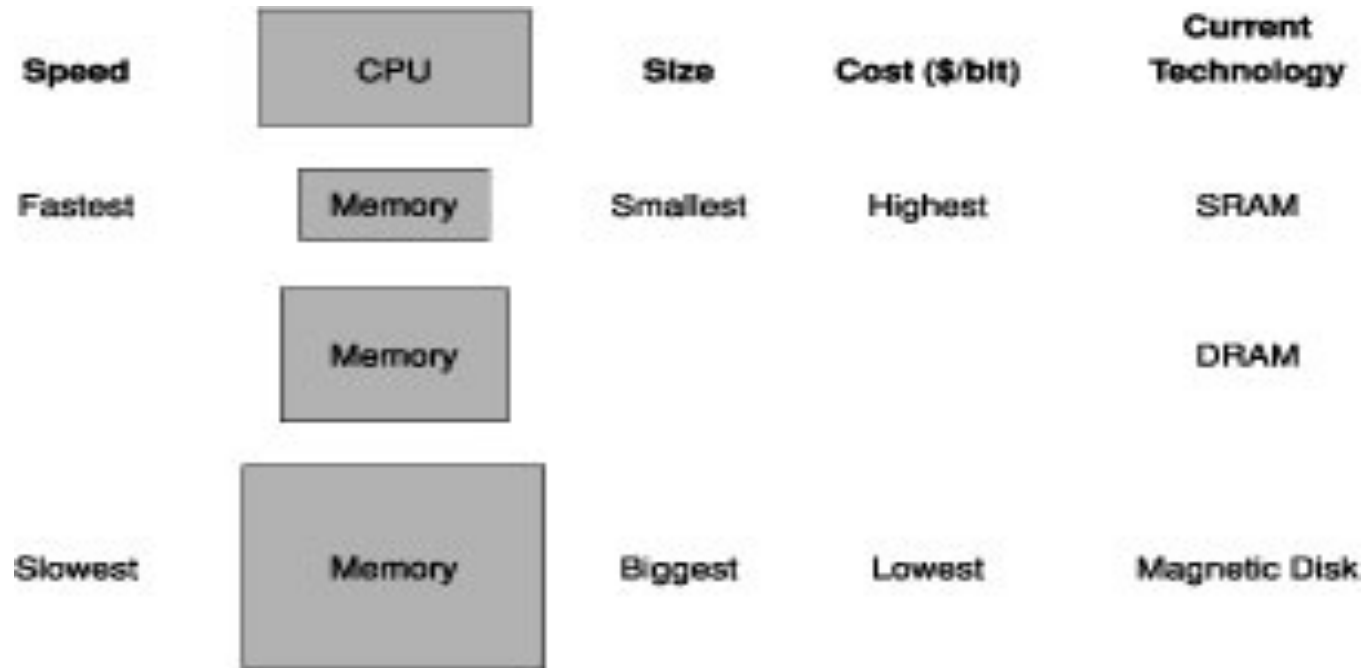 Speed CPU Size Cost ($/bit) Current Technology
Fastest Memory Smallest Highest SRAM
Memory DRAM
Slowest Memory Biggest Lowest Magnetic Disk